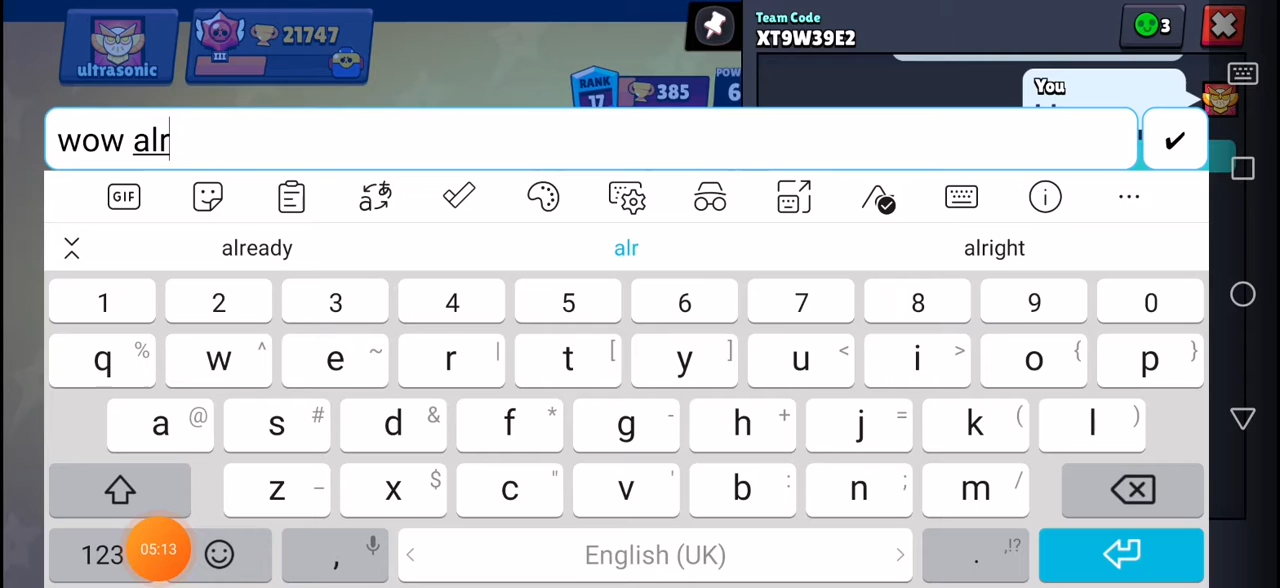 ultrasonic
III
21747
Team Code
XT9W39E2
3
RANK
17
385
6
You
wow alr
GIF
already alr alright
1 2 3 4 5 6 7 8 9 0
q % w ^ e ~ r | t [ y ] u < i > o { p }
a @ s # d & f * g - h + j = k ( l )
z _ x $ c " v ' b : n ; m /
123 05:13 , < English (UK) > . ,!?